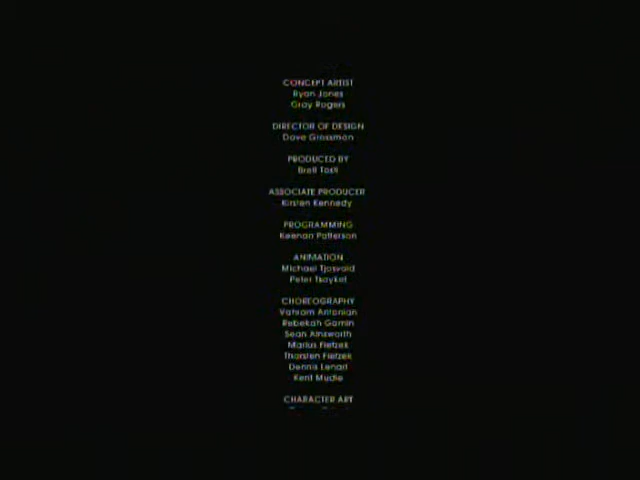 CONCEPT ARTIST
Ryan Jones
Gray Rogers
DIRECTOR OF DESIGN
Dave Grossman
PRODUCED BY
Brett Tosti
ASSOCIATE PRODUCER
Kirsten Kennedy
PROGRAMMING
Keenan Patterson
ANIMATION
Michael Tjosvold
Peter Tsaykel
CHOREOGRAPHY
Vahram Antonian
Rebekah Gamin
Sean Ainsworth
Marius Fietzek
Thorsten Fietzek
Dennis Lenart
Kent Mudle
CHARACTER ART